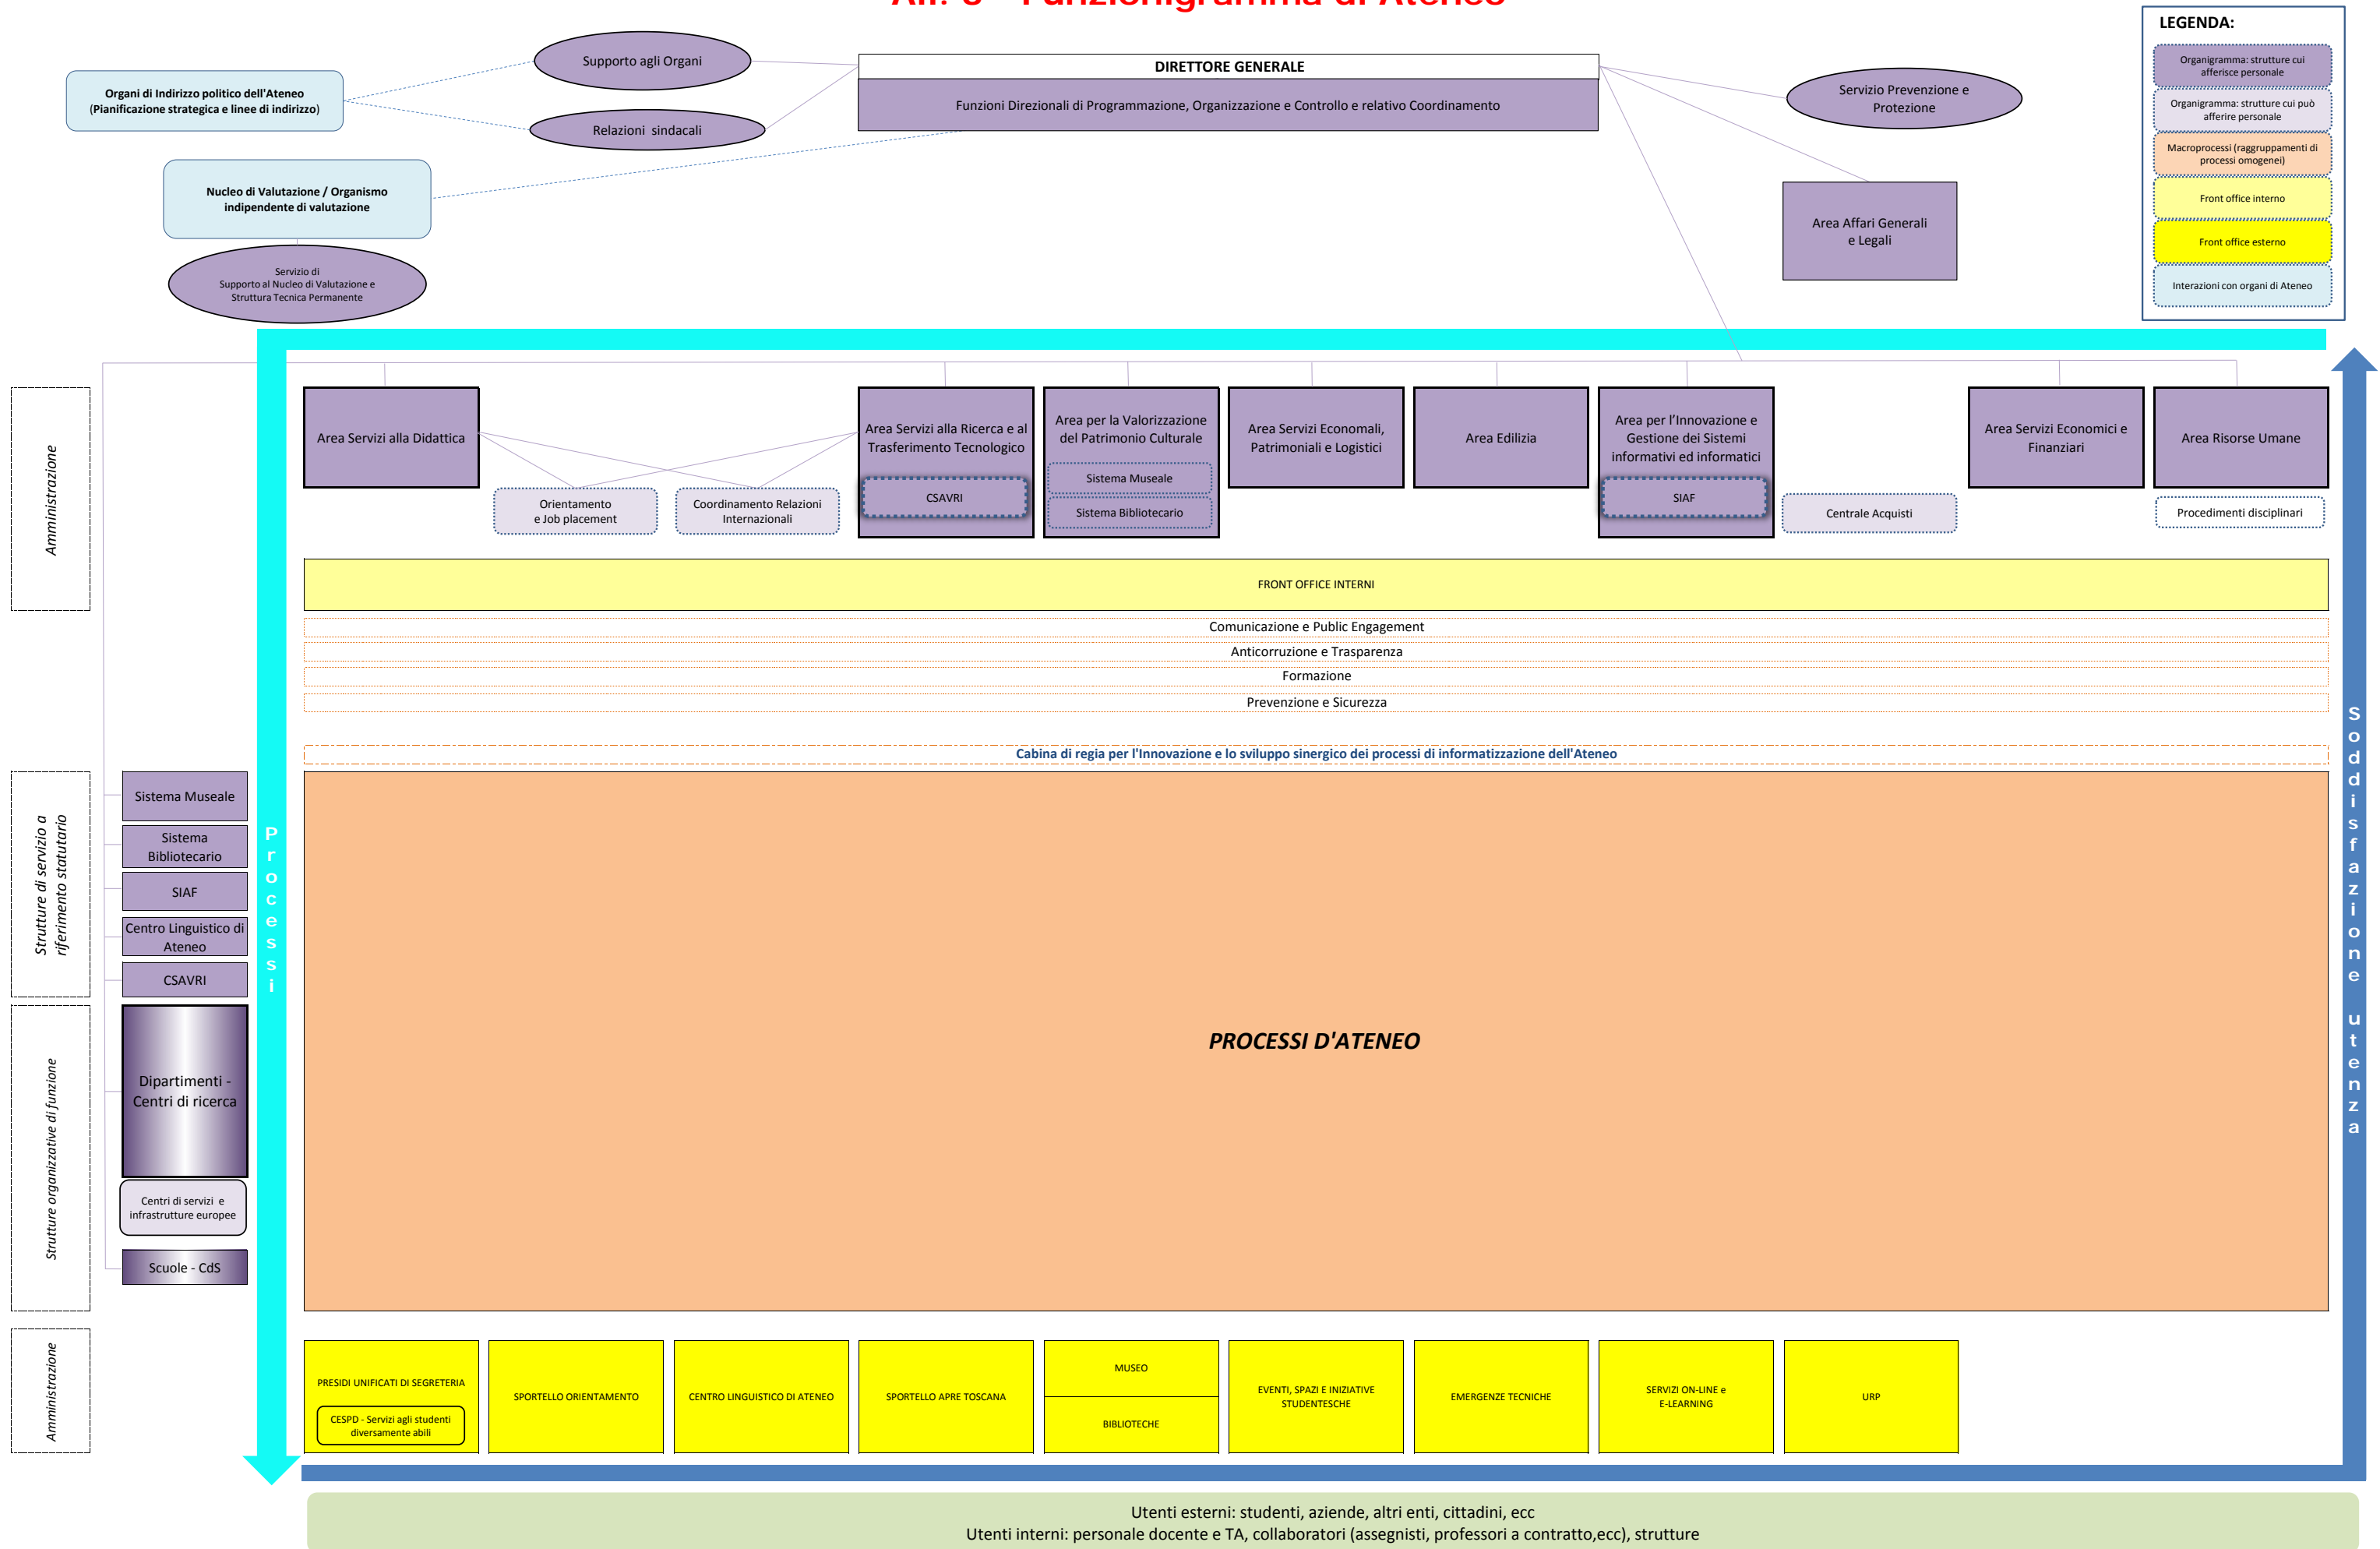 All. 3 - Funzionigramma di Ateneo
LEGENDA:
Organigramma: strutture cui
afferisce personale
Organigramma: strutture cui può
afferire personale
Macroprocessi (raggruppamenti di
processi omogenei)
Front office interno
Front office esterno
Interazioni con organi di Ateneo
Supporto agli Organi
DIRETTORE GENERALE
Funzioni Direzionali di Programmazione, Organizzazione e Controllo e relativo Coordinamento
Organi di Indirizzo politico dell'Ateneo
(Pianificazione strategica e linee di indirizzo)
Relazioni sindacali
Servizio Prevenzione e
Protezione
Nucleo di Valutazione / Organismo
indipendente di valutazione
Area Affari Generali
e Legali
Servizio di
Supporto al Nucleo di Valutazione e
Struttura Tecnica Permanente
Amministrazione
Area Servizi alla Didattica
Orientamento
e Job placement
Coordinamento Relazioni
Internazionali
Area Servizi alla Ricerca e al
Trasferimento Tecnologico
CSAVRI
Area per la Valorizzazione
del Patrimonio Culturale
Sistema Museale
Sistema Bibliotecario
Area Servizi Economali,
Patrimoniali e Logistici
Area Edilizia
Area per l’Innovazione e
Gestione dei Sistemi
informativi ed informatici
SIAF
Centrale Acquisti
Area Servizi Economici e
Finanziari
Area Risorse Umane
Procedimenti disciplinari
FRONT OFFICE INTERNI
Comunicazione e Public Engagement
Anticorruzione e Trasparenza
Formazione
Prevenzione e Sicurezza
Cabina di regia per l'Innovazione e lo sviluppo sinergico dei processi di informatizzazione dell'Ateneo
Strutture di servizio a
riferimento statutario
Sistema Museale
Sistema
Bibliotecario
SIAF
Centro Linguistico di
Ateneo
CSAVRI
Strutture organizzative di funzione
Dipartimenti -
Centri di ricerca
Centri di servizi e
infrastrutture europee
Scuole - CdS
Processi
PROCESSI D'ATENEO
Soddisfazione utenza
Amministrazione
PRESIDI UNIFICATI DI SEGRETERIA
CESPD - Servizi agli studenti
diversamente abili
SPORTELLO ORIENTAMENTO
CENTRO LINGUISTICO DI ATENEO
SPORTELLO APRE TOSCANA
MUSEO
BIBLIOTECHE
EVENTI, SPAZI E INIZIATIVE
STUDENTESCHE
EMERGENZE TECNICHE
SERVIZI ON-LINE e
E-LEARNING
URP
Utenti esterni: studenti, aziende, altri enti, cittadini, ecc
Utenti interni: personale docente e TA, collaboratori (assegnisti, professori a contratto,ecc), strutture